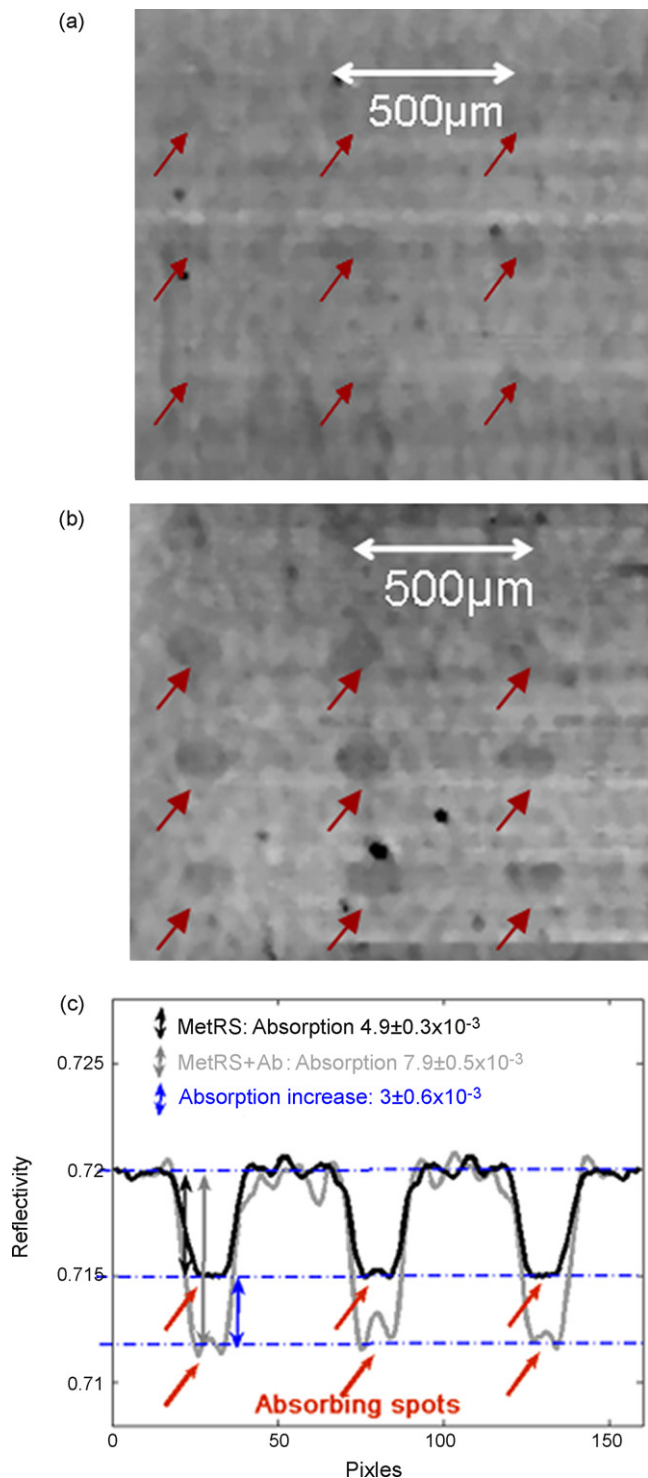 (a)
500µm
(b)
500µm
(c)
MetRS: Absorption 4.9±0.3x10⁻³
MetRS+Ab: Absorption 7.9±0.5x10⁻³
Absorption increase: 3±0.6x10⁻³
0.725
0.72
0.715
0.71
Reflectivity
Absorbing spots
0
50
100
150
Pixles